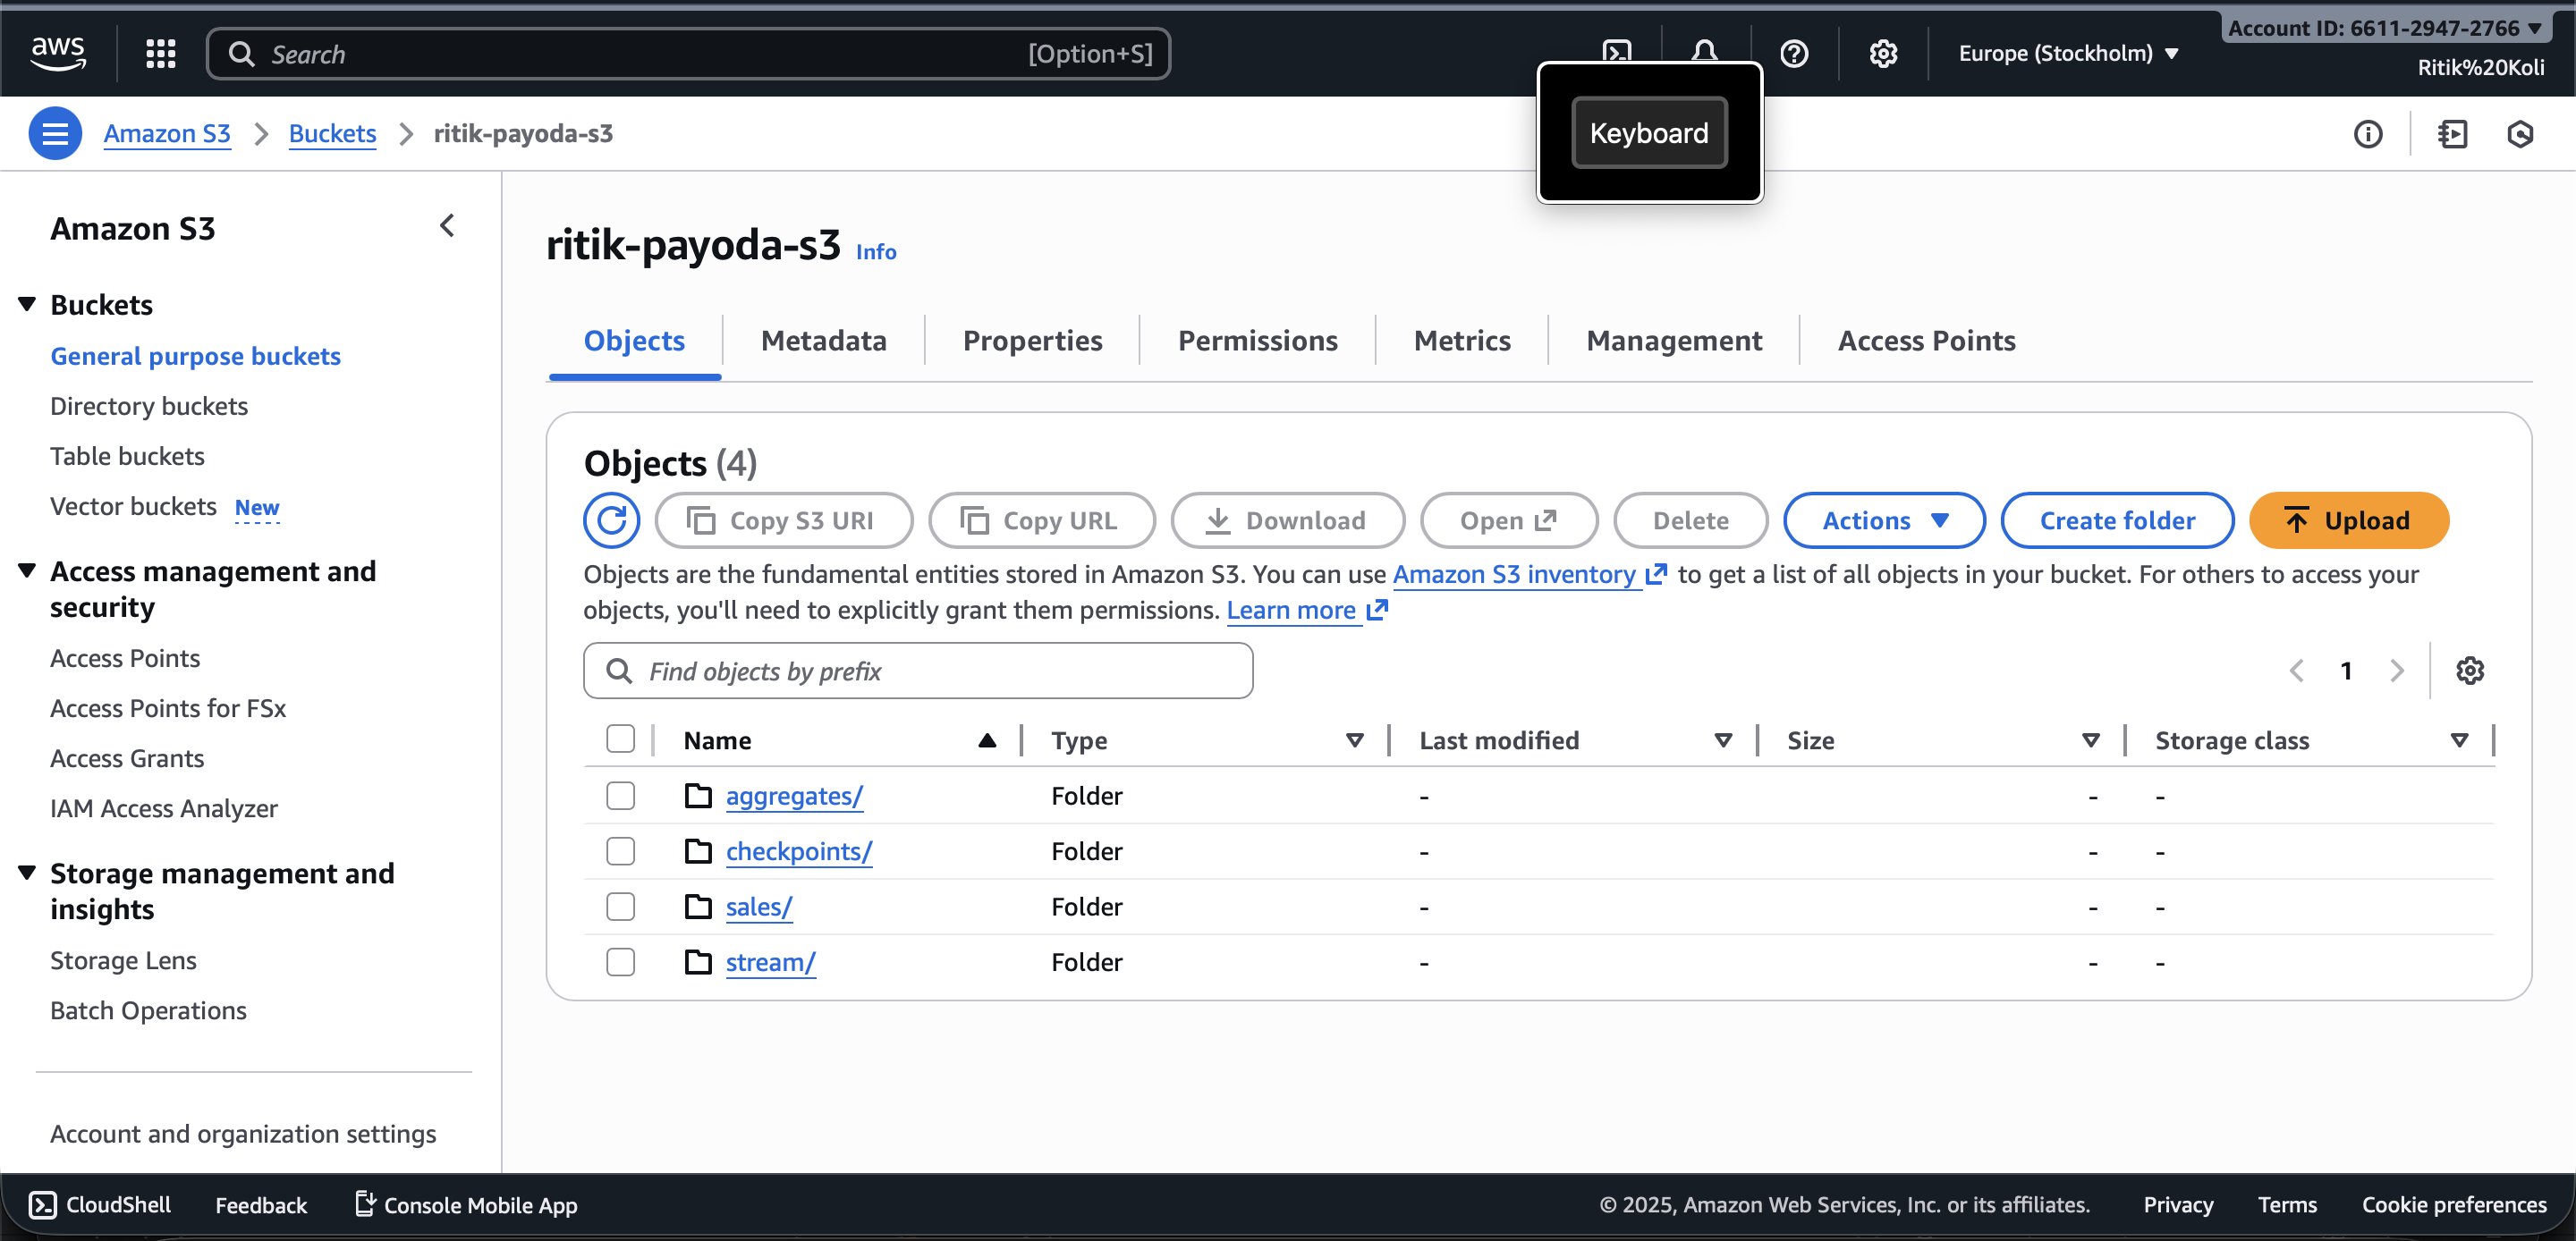 aws
Search
[Option+S]
Europe (Stockholm)
Account ID: 6611-2947-2766
Ritik%20Koli
Keyboard
Amazon S3
Buckets
ritik-payoda-s3
Amazon S3
Buckets
General purpose buckets
Directory buckets
Table buckets
Vector buckets New
Access management and
security
Access Points
Access Points for FSx
Access Grants
IAM Access Analyzer
Storage management and
insights
Storage Lens
Batch Operations
Account and organization settings
ritik-payoda-s3 Info
Objects
Metadata
Properties
Permissions
Metrics
Management
Access Points
Objects (4)
Copy S3 URI
Copy URL
Download
Open
Delete
Actions
Create folder
Upload
Objects are the fundamental entities stored in Amazon S3. You can use Amazon S3 inventory to get a list of all objects in your bucket. For others to access your
objects, you'll need to explicitly grant them permissions. Learn more
Find objects by prefix
1
Name Type Last modified Size Storage class
aggregates/ Folder - - -
checkpoints/ Folder - - -
sales/ Folder - - -
stream/ Folder - - -
CloudShell
Feedback
Console Mobile App
© 2025, Amazon Web Services, Inc. or its affiliates.
Privacy
Terms
Cookie preferences